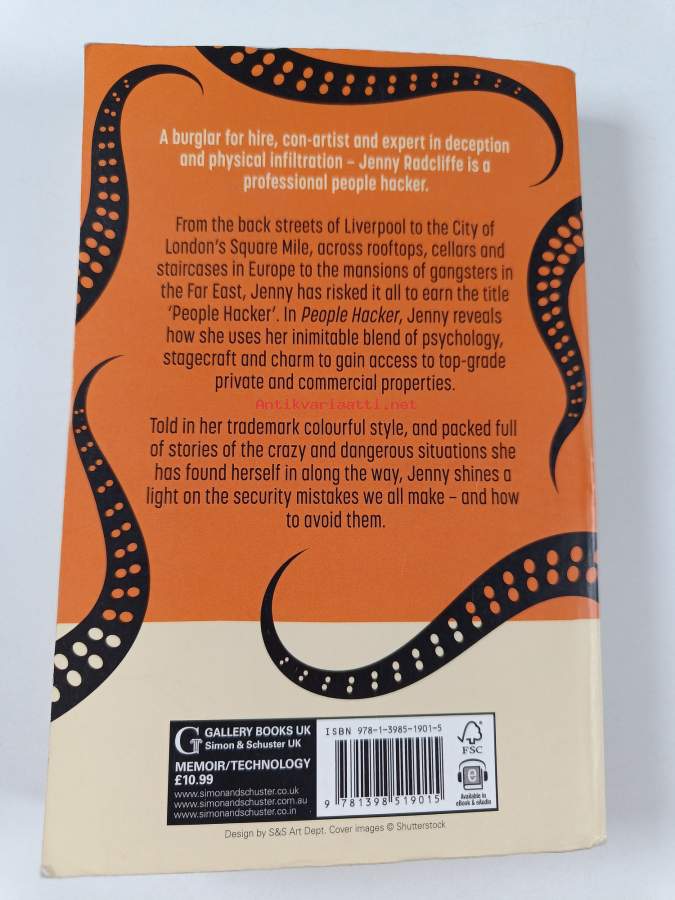 A burglar for hire, con-artist and expert in deception
and physical infiltration – Jenny Radcliffe is a
professional people hacker.
From the back streets of Liverpool to the City of
London's Square Mile, across rooftops, cellars and
staircases in Europe to the mansions of gangsters in
the Far East, Jenny has risked it all to earn the title
'People Hacker'. In People Hacker, Jenny reveals
how she uses her inimitable blend of psychology,
stagecraft and charm to gain access to top-grade
private and commercial properties.
Antikvariaatti.net
Told in her trademark colourful style, and packed full
of stories of the crazy and dangerous situations she
has found herself in along the way, Jenny shines a
light on the security mistakes we all make – and how
to avoid them.
G GALLERY BOOKS UK
Simon & Schuster UK
MEMOIR/TECHNOLOGY
£10.99
www.simonandschuster.co.uk
www.simonandschuster.com.au
www.simonandschuster.co.in
ISBN 978-1-3985-1901-5
9 781398 519015
FSC
e
Available in
eBook & eAudio
Design by S&S Art Dept. Cover images © Shutterstock